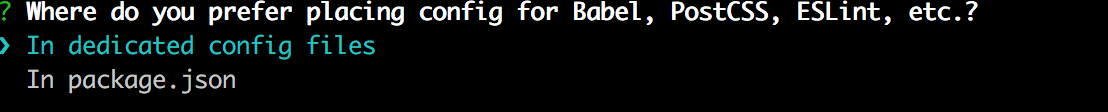 ? Where do you prefer placing config for Babel, PostCSS, ESLint, etc.?
❯ In dedicated config files
In package.json